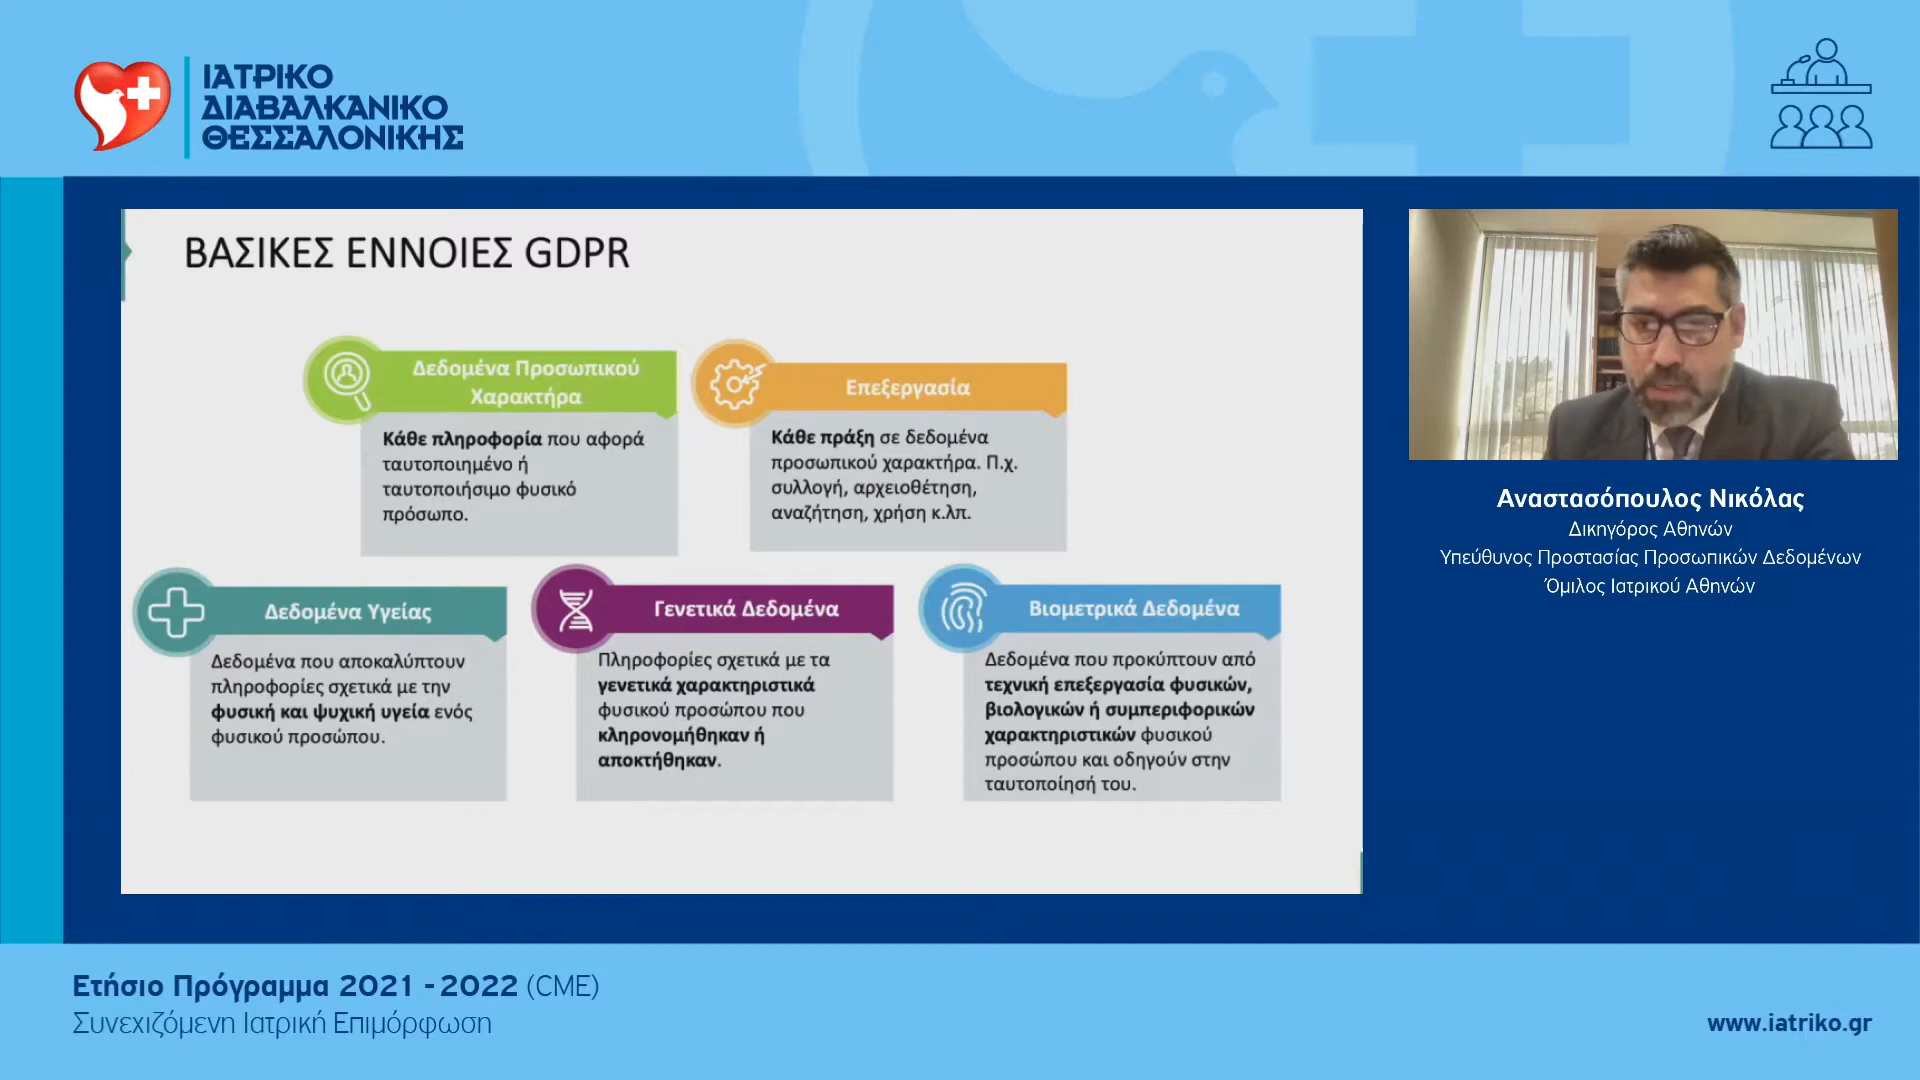 ΙΑΤΡΙΚΟ
ΔΙΑΒΑΛΚΑΝΙΚΟ
ΘΕΣΣΑΛΟΝΙΚΗΣ
ΒΑΣΙΚΕΣ ΕΝΝΟΙΕΣ GDPR
Δεδομένα Προσωπικού
Χαρακτήρα
Κάθε πληροφορία που αφορά
ταυτοποιημένο ή
ταυτοποιήσιμο φυσικό
πρόσωπο.
Επεξεργασία
Κάθε πράξη σε δεδομένα
προσωπικού χαρακτήρα. Π.χ.
συλλογή, αρχειοθέτηση,
αναζήτηση, χρήση κ.λπ.
Δεδομένα Υγείας
Δεδομένα που αποκαλύπτουν
πληροφορίες σχετικά με την
φυσική και ψυχική υγεία ενός
φυσικού προσώπου.
Γενετικά Δεδομένα
Πληροφορίες σχετικά με τα
γενετικά χαρακτηριστικά
φυσικού προσώπου που
κληρονομήθηκαν ή
αποκτήθηκαν.
Βιομετρικά Δεδομένα
Δεδομένα που προκύπτουν από
τεχνική επεξεργασία φυσικών,
βιολογικών ή συμπεριφορικών
χαρακτηριστικών φυσικού
προσώπου και οδηγούν στην
ταυτοποίησή του.
Αναστασόπουλος Νικόλας
Δικηγόρος Αθηνών
Υπεύθυνος Προστασίας Προσωπικών Δεδομένων
Όμιλος Ιατρικού Αθηνών
Ετήσιο Πρόγραμμα 2021 - 2022 (CME)
Συνεχιζόμενη Ιατρική Επιμόρφωση
www.iatriko.gr